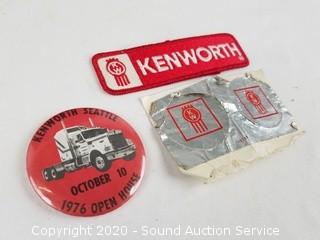 KENWORTH
KENWORTH SEATTLE
OCTOBER 10
1976 OPEN HOUSE
Copyright 2020 - Sound Auction Service